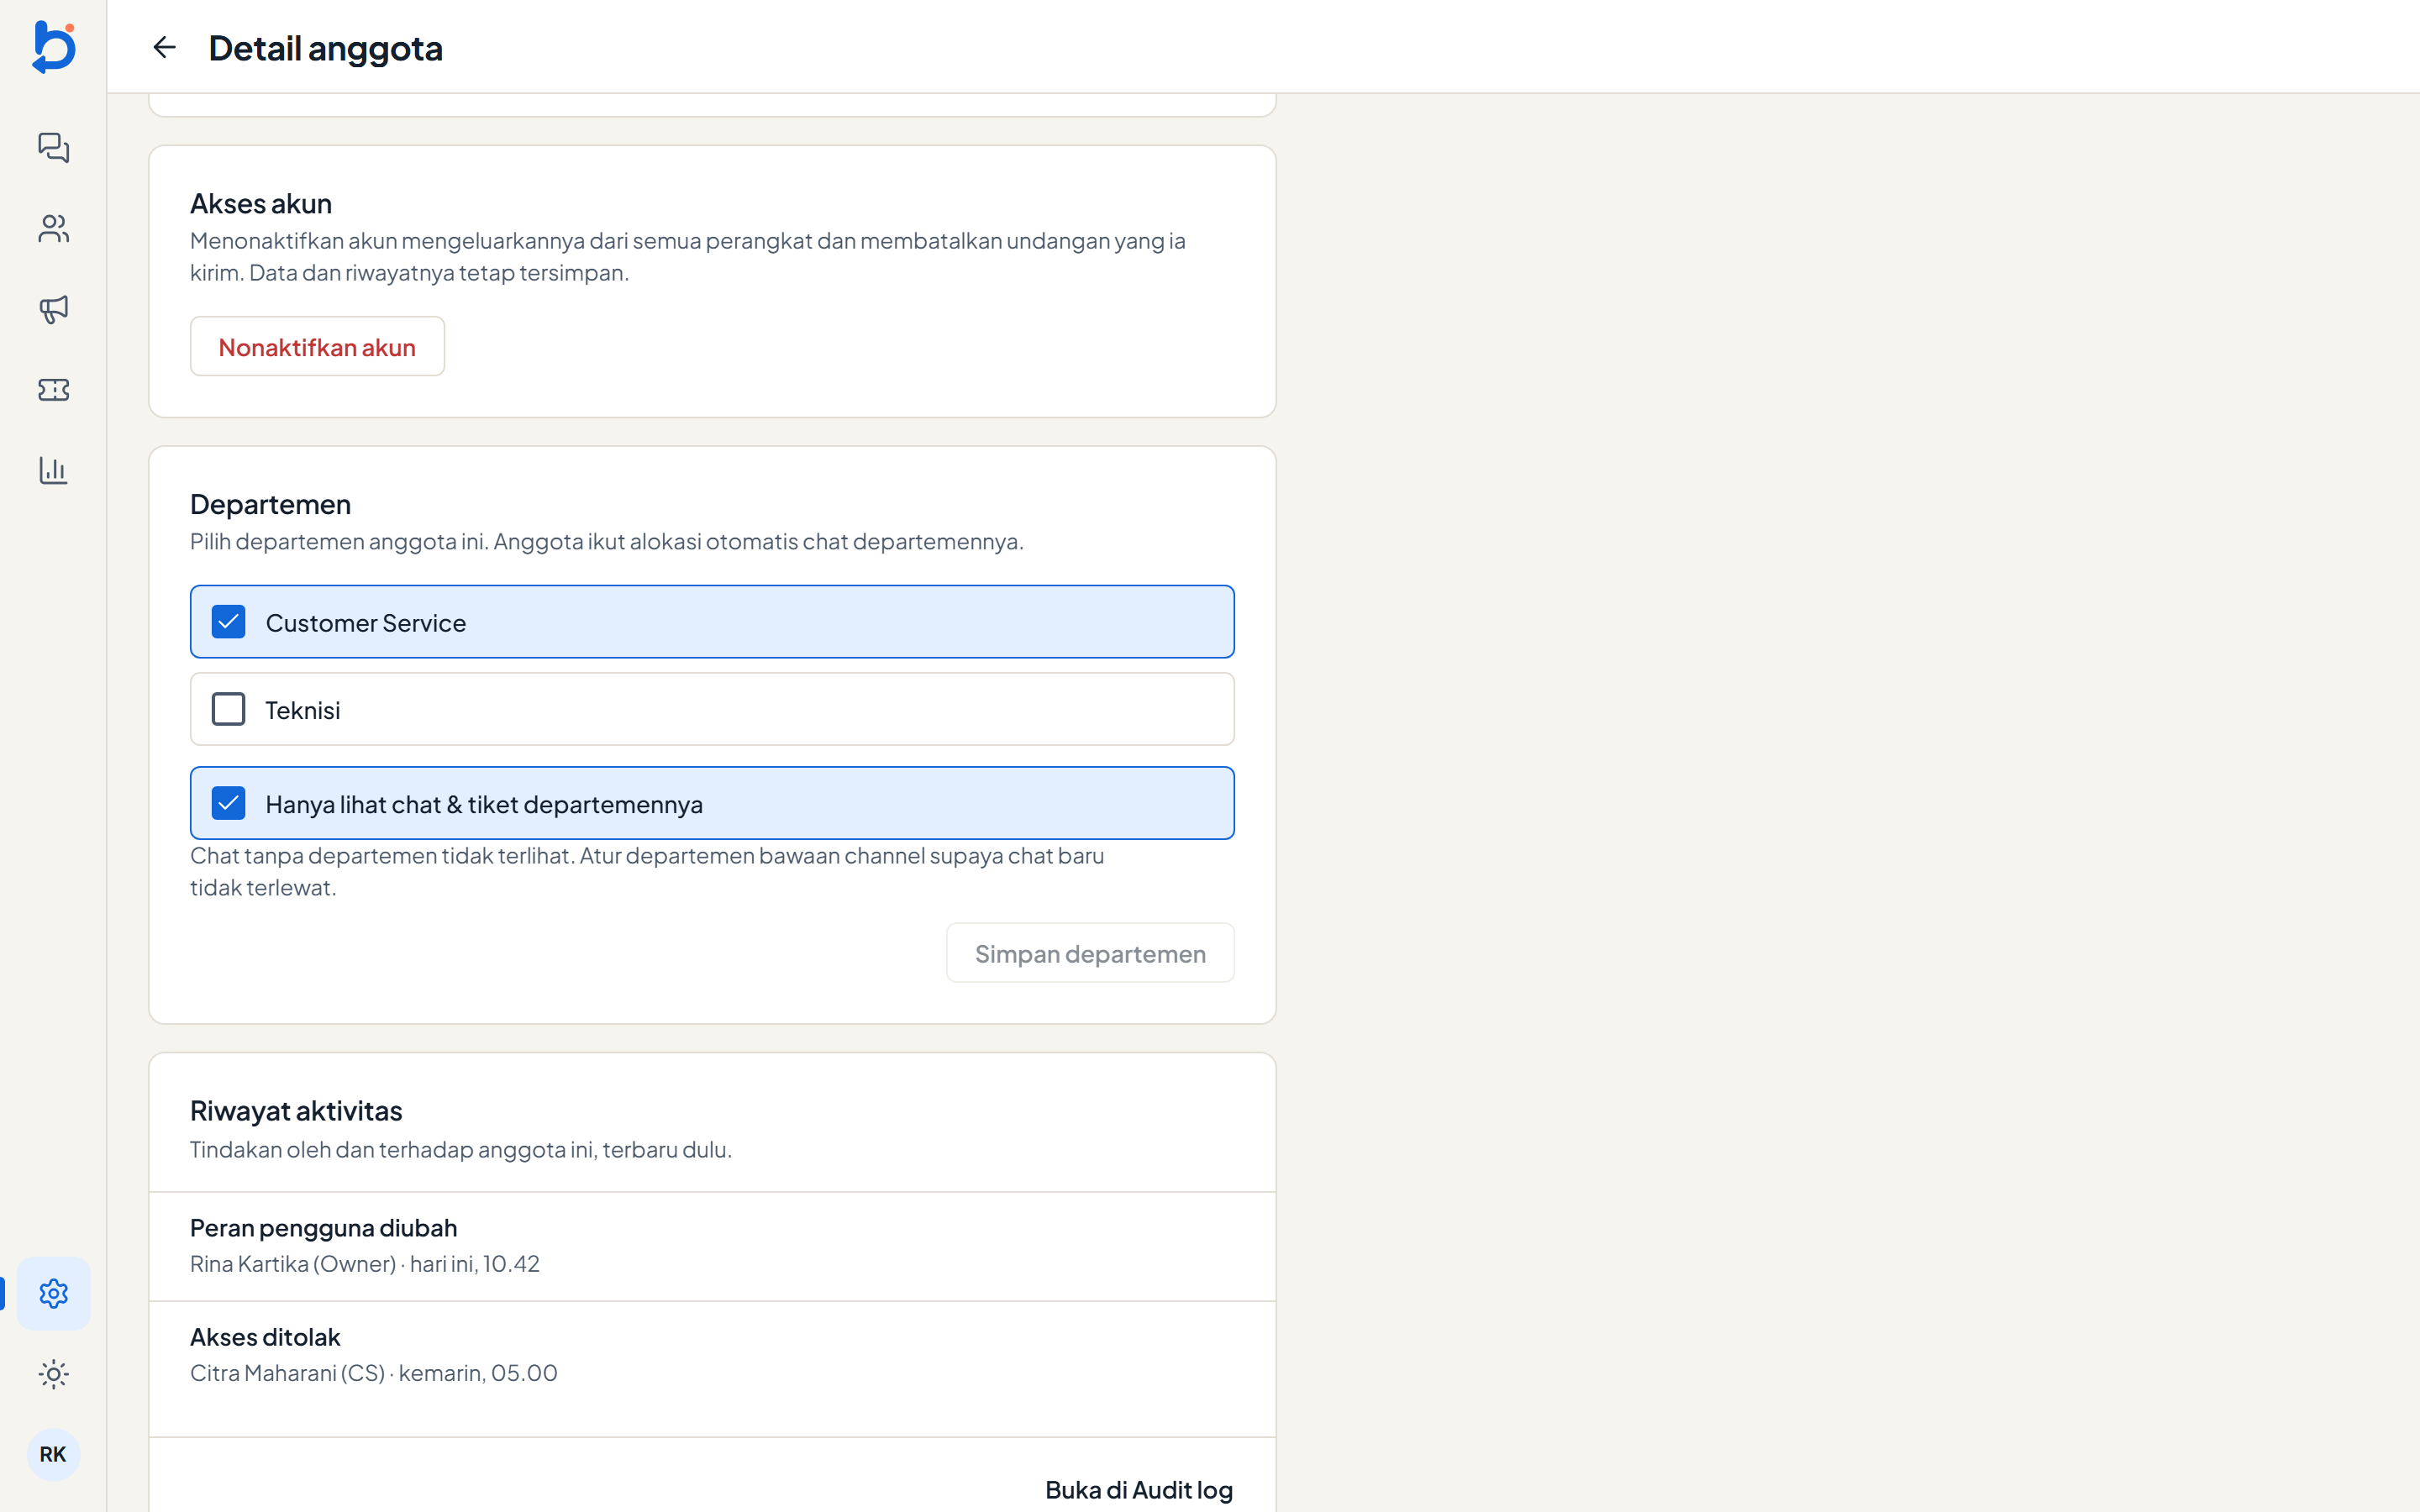 Detail anggota
Akses akun
Menonaktifkan akun mengeluarkannya dari semua perangkat dan membatalkan undangan yang ia
kirim. Data dan riwayatnya tetap tersimpan.
Nonaktifkan akun
Departemen
Pilih departemen anggota ini. Anggota ikut alokasi otomatis chat departemennya.
Customer Service
Teknisi
Hanya lihat chat & tiket departemennya
Chat tanpa departemen tidak terlihat. Atur departemen bawaan channel supaya chat baru
tidak terlewat.
Simpan departemen
Riwayat aktivitas
Tindakan oleh dan terhadap anggota ini, terbaru dulu.
Peran pengguna diubah
Rina Kartika (Owner) · hari ini, 10.42
Akses ditolak
Citra Maharani (CS) · kemarin, 05.00
RK
Buka di Audit log